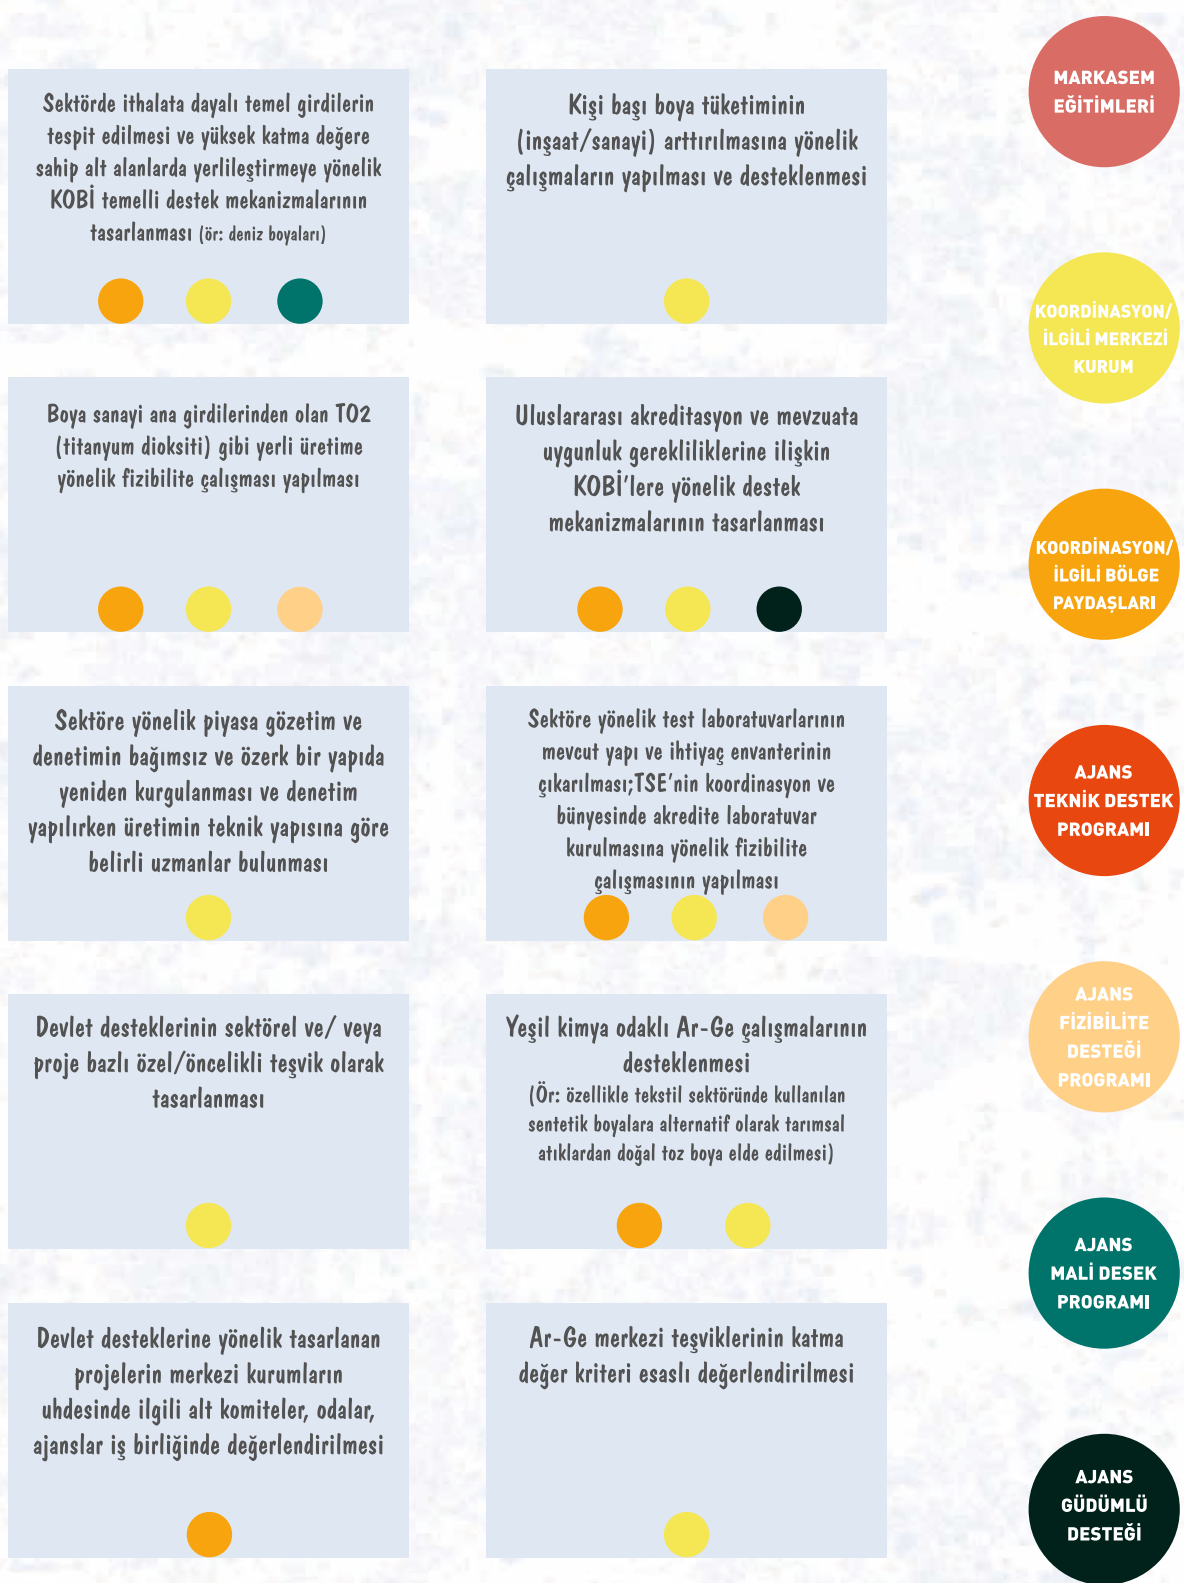 Sektörde ithalata dayalı temel girdilerin
tespit edilmesi ve yüksek katma değere
sahip alt alanlarda yerlileştirmeye yönelik
KOBİ temelli destek mekanizmalarının
tasarlanması (ör: deniz boyaları)
Kişi başı boya tüketiminin
(inşaat/sanayi) arttırılmasına yönelik
çalışmaların yapılması ve desteklenmesi
Boya sanayi ana girdilerinden olan TO2
(titanyum dioksiti) gibi yerli üretime
yönelik fizibilite çalışması yapılması
Uluslararası akreditasyon ve mevzuata
uygunluk gerekliliklerine ilişkin
KOBİ'lere yönelik destek
mekanizmalarının tasarlanması
Sektöre yönelik piyasa gözetim ve
denetimin bağımsız ve özerk bir yapıda
yeniden kurgulanması ve denetim
yapılırken üretimin teknik yapısına göre
belirli uzmanlar bulunması
Sektöre yönelik test laboratuvarlarının
mevcut yapı ve ihtiyaç envanterinin
çıkarılması;TSE'nin koordinasyon ve
bünyesinde akredite laboratuvar
kurulmasına yönelik fizibilite
çalışmasının yapılması
Devlet desteklerinin sektörel ve/ veya
proje bazlı özel/öncelikli teşvik olarak
tasarlanması
Yeşil kimya odaklı Ar-Ge çalışmalarının
desteklenmesi
(Ör: özellikle tekstil sektöründe kullanılan
sentetik boyalara alternatif olarak tarımsal
atıklardan doğal toz boya elde edilmesi)
Devlet desteklerine yönelik tasarlanan
projelerin merkezi kurumların
uhdesinde ilgili alt komiteler, odalar,
ajanslar iş birliğinde değerlendirilmesi
Ar-Ge merkezi teşviklerinin katma
değer kriteri esaslı değerlendirilmesi
MARKASEM
EĞİTİMLERİ
KOORDİNASYON/
İLGİLİ MERKEZİ
KURUM
KOORDİNASYON/
İLGİLİ BÖLGE
PAYDAŞLARI
AJANS
TEKNİK DESTEK
PROGRAMI
AJANS
FİZİBİLİTE
DESTEĞİ
PROGRAMI
AJANS
MALİ DESEK
PROGRAMI
AJANS
GÜDÜMLÜ
DESTEĞİ